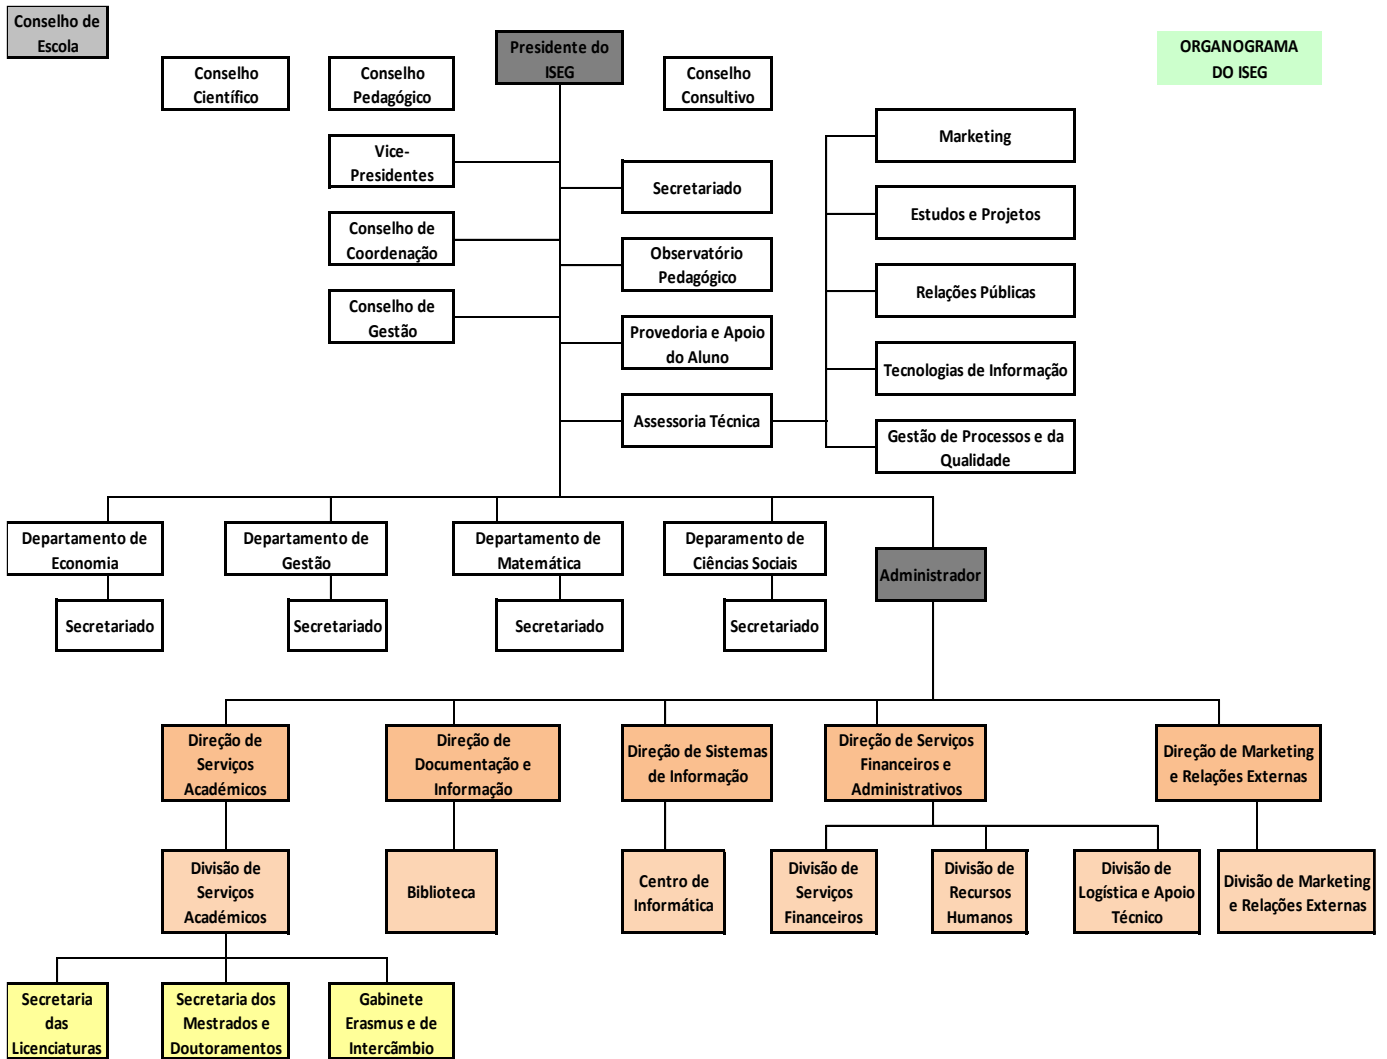 Conselho de
Escola
Presidente do
ISEG
ORGANOGRAMA
DO ISEG
Conselho
Científico
Conselho
Pedagógico
Conselho
Consultivo
Vice-
Presidentes
Conselho de
Coordenação
Conselho de
Gestão
Secretariado
Observatório
Pedagógico
Provedoria e Apoio
do Aluno
Assessoria Técnica
Marketing
Estudos e Projetos
Relações Públicas
Tecnologias de Informação
Gestão de Processos e da
Qualidade
Departamento de
Economia
Departamento de
Gestão
Departamento de
Matemática
Deparamento de
Ciências Sociais
Administrador
Secretariado
Secretariado
Secretariado
Secretariado
Direção de
Serviços
Académicos
Direção de
Documentação e
Informação
Direção de Sistemas
de Informação
Direção de Serviços
Financeiros e
Administrativos
Direção de Marketing
e Relações Externas
Divisão de
Serviços
Académicos
Biblioteca
Centro de
Informática
Divisão de
Serviços
Financeiros
Divisão de
Recursos
Humanos
Divisão de
Logística e Apoio
Técnico
Divisão de Marketing
e Relações Externas
Secretaria
das
Licenciaturas
Secretaria dos
Mestrados e
Doutoramentos
Gabinete
Erasmus e de
Intercãmbio